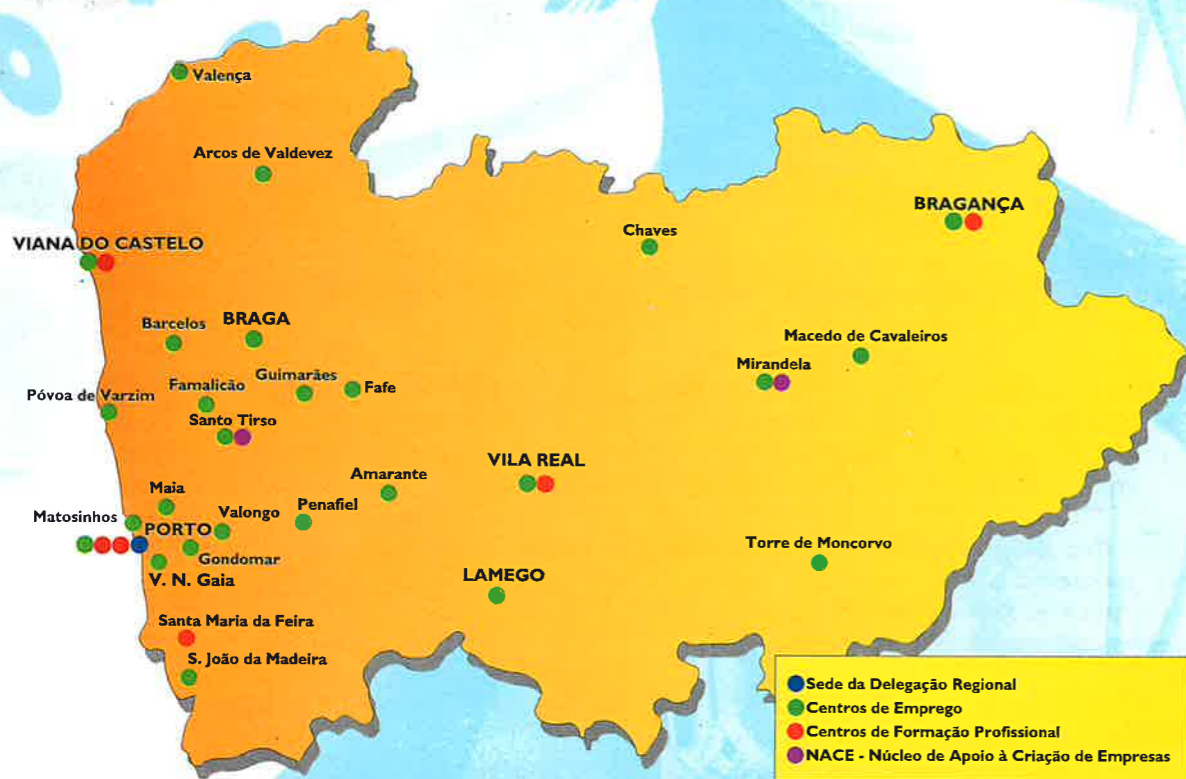 Valença
Arcos de Valdevez
BRAGANÇA
Chaves
VIANA DO CASTELO
Barcelos
BRAGA
Macedo de Cavaleiros
Mirandela
Guimarães
Fafe
Póvoa de Varzim
Famalicão
Santo Tirso
VILA REAL
Amarante
Maia
Penafiel
Valongo
Matosinhos
PORTO
Torre de Moncorvo
Gondomar
V. N. Gaia
LAMEGO
Santa Maria da Feira
S. João da Madeira
Sede da Delegação Regional
Centros de Emprego
Centros de Formação Profissional
NACE - Núcleo de Apoio à Criação de Empresas